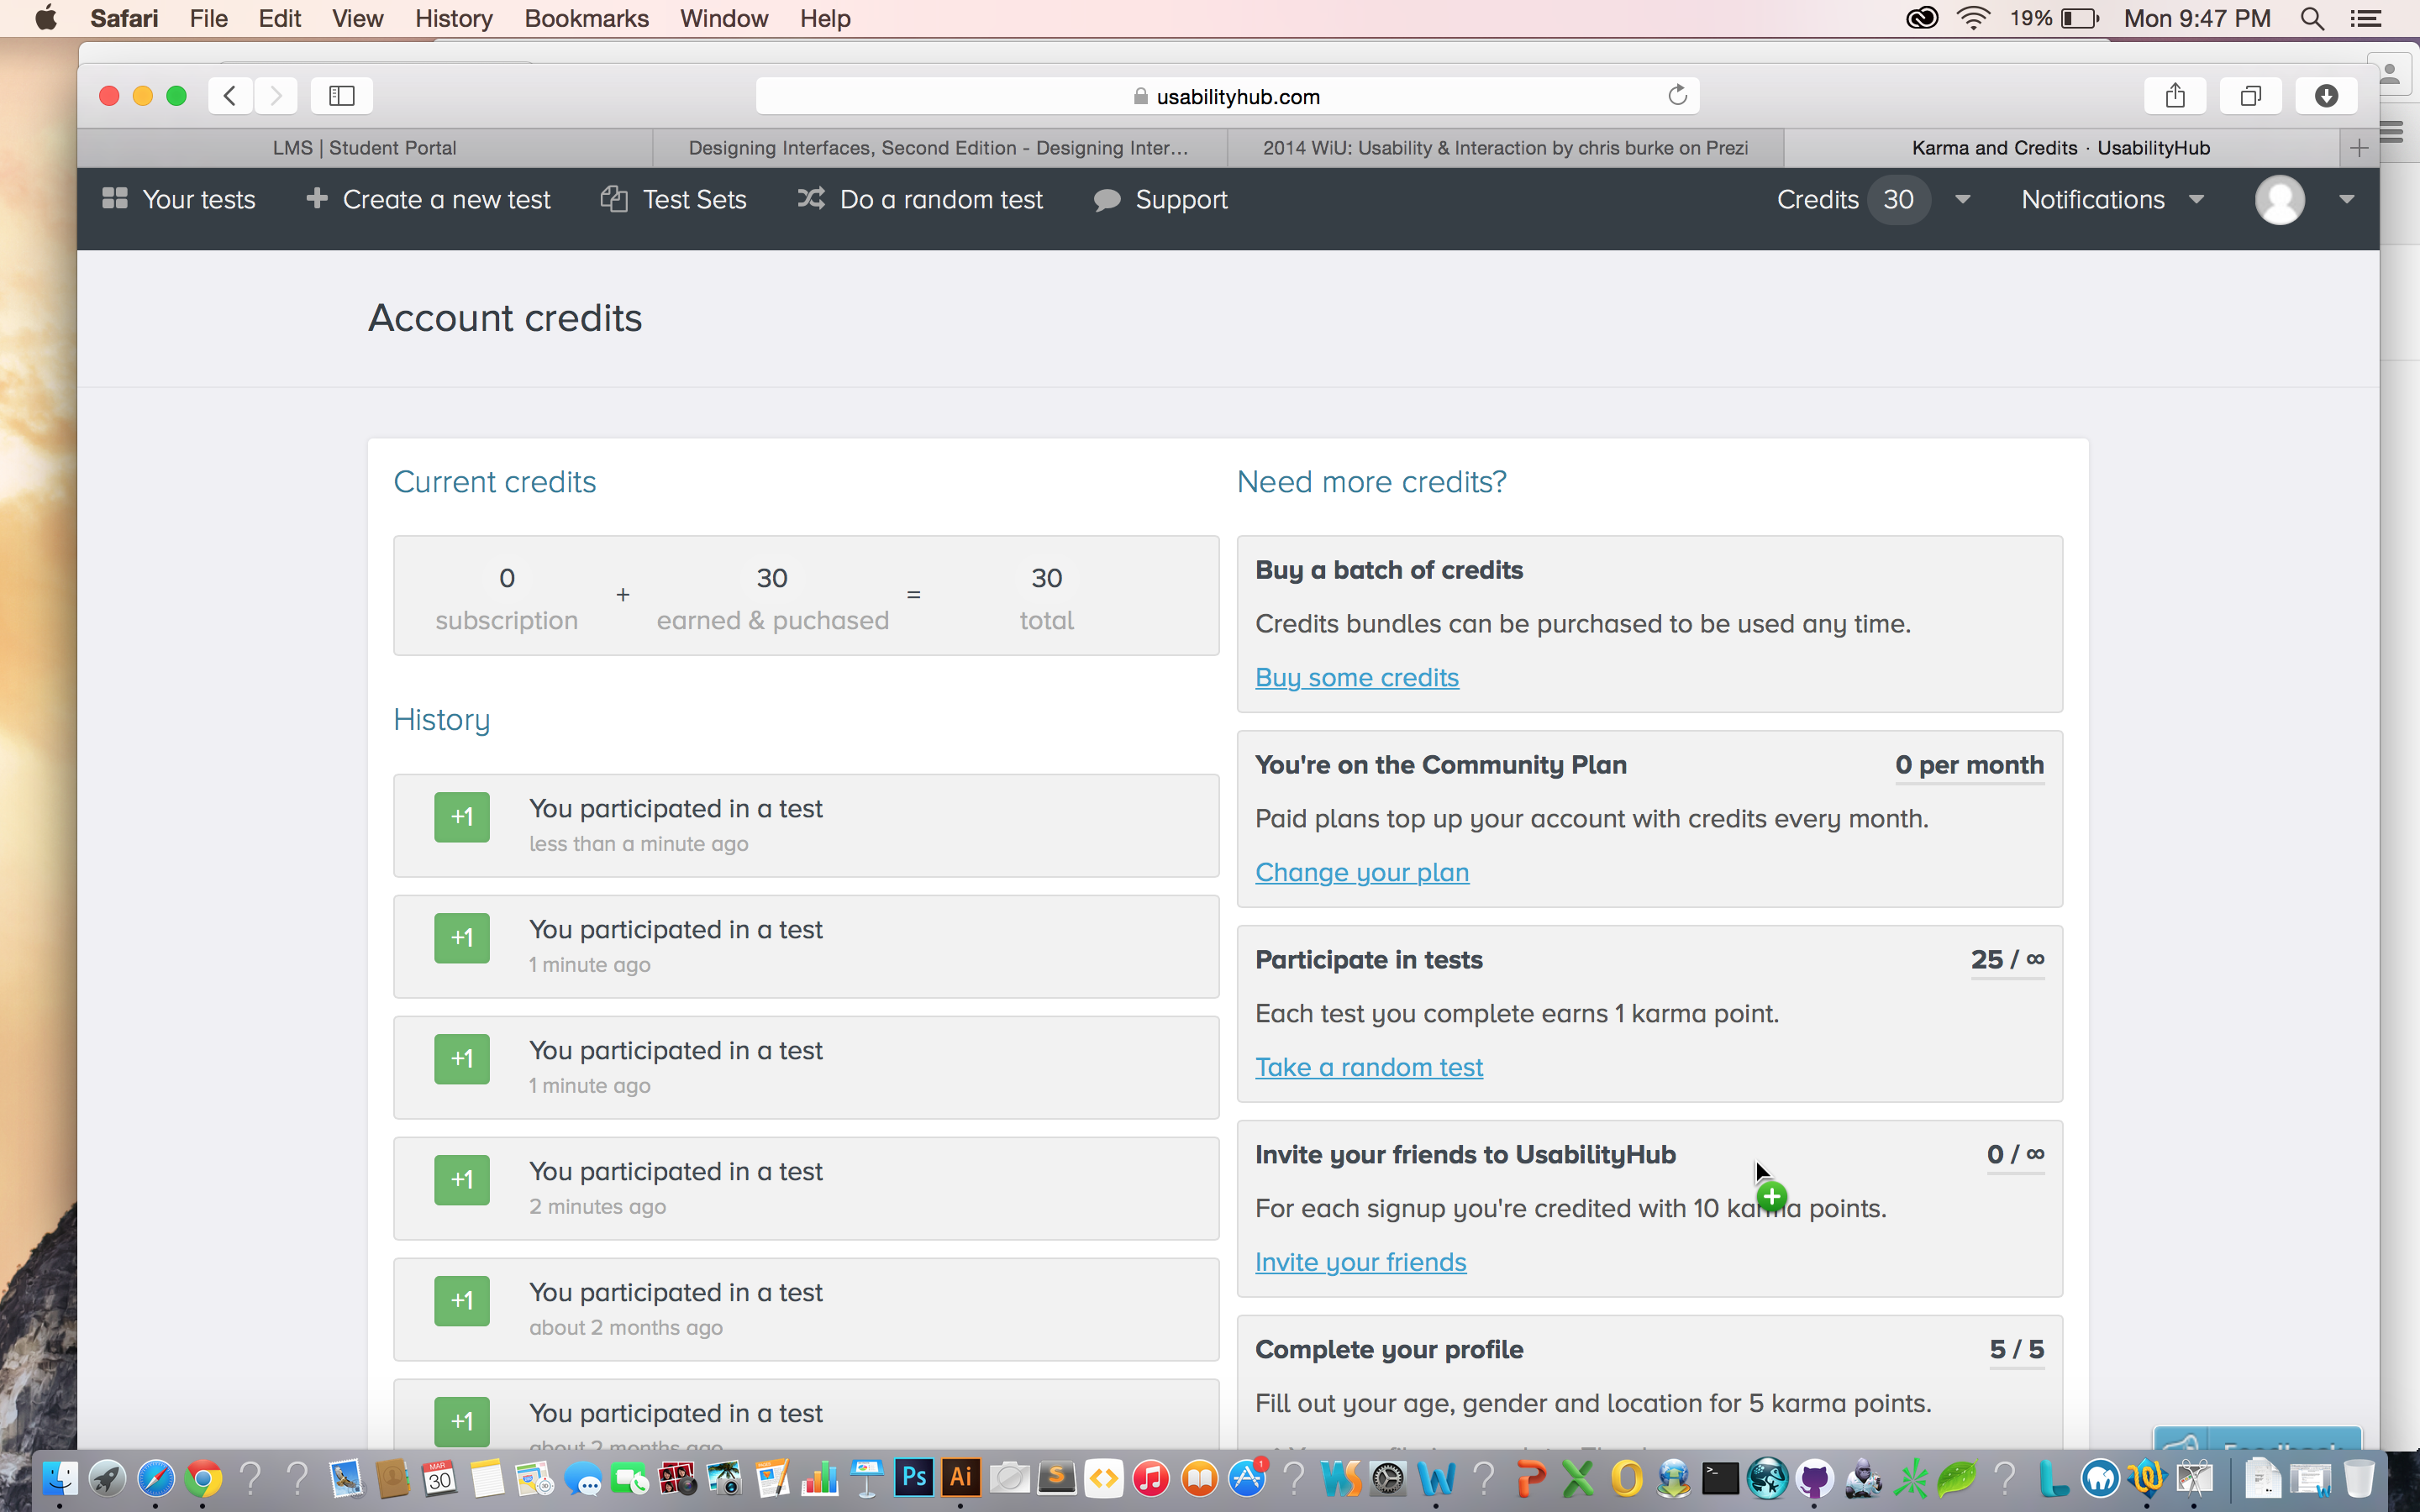 Safari File Edit View History Bookmarks Window Help 19% Mon 9:47 PM
usabilityhub.com
LMS | Student Portal
Designing Interfaces, Second Edition - Designing Inter...
2014 WiU: Usability & Interaction by chris burke on Prezi
Karma and Credits · UsabilityHub
Your tests Create a new test Test Sets Do a random test Support Credits 30 Notifications
Account credits
Current credits
0 + 30 = 30
subscription earned & puchased total
History
+1 You participated in a test
less than a minute ago
+1 You participated in a test
1 minute ago
+1 You participated in a test
1 minute ago
+1 You participated in a test
2 minutes ago
+1 You participated in a test
about 2 months ago
+1 You participated in a test
about 2 months ago
Need more credits?
Buy a batch of credits
Credits bundles can be purchased to be used any time.
Buy some credits
You're on the Community Plan 0 per month
Paid plans top up your account with credits every month.
Change your plan
Participate in tests 25 / ∞
Each test you complete earns 1 karma point.
Take a random test
Invite your friends to UsabilityHub 0 / ∞
For each signup you're credited with 10 karma points.
Invite your friends
Complete your profile 5 / 5
Fill out your age, gender and location for 5 karma points.
Feedback
MAR
30
Ps
Ai
1